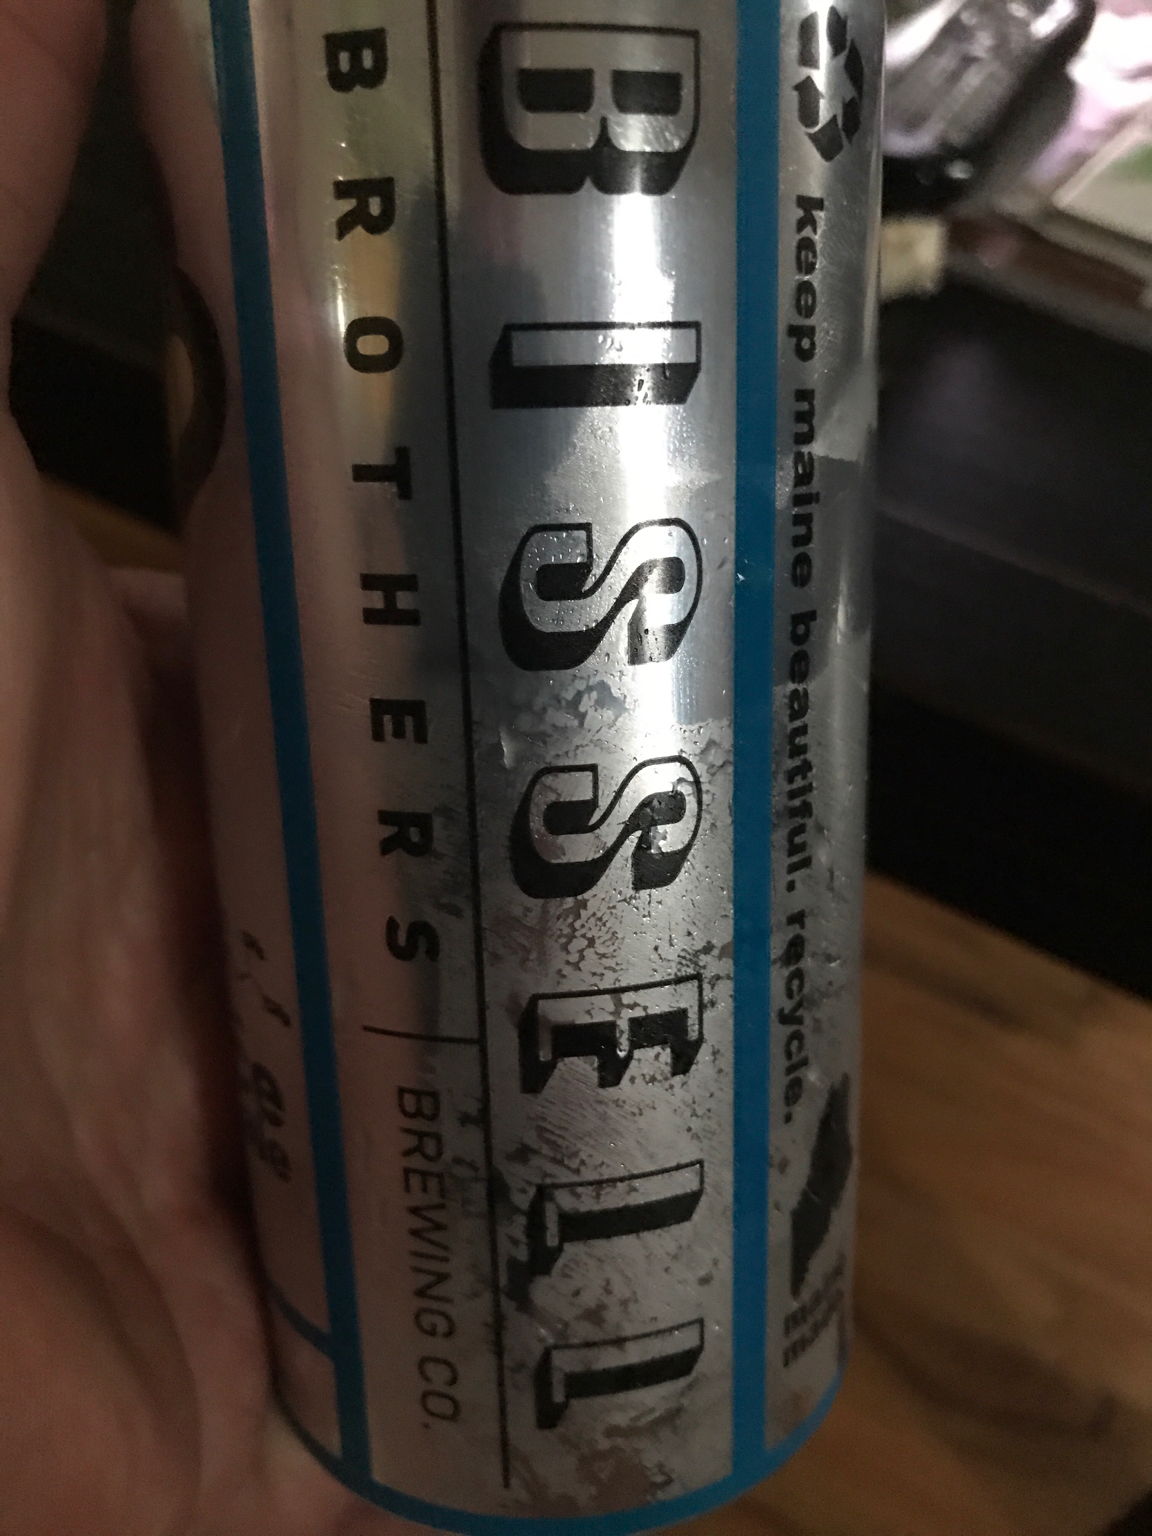 keep maine beautiful. recycle.
BISSELL
BROTHERS | BREWING CO.